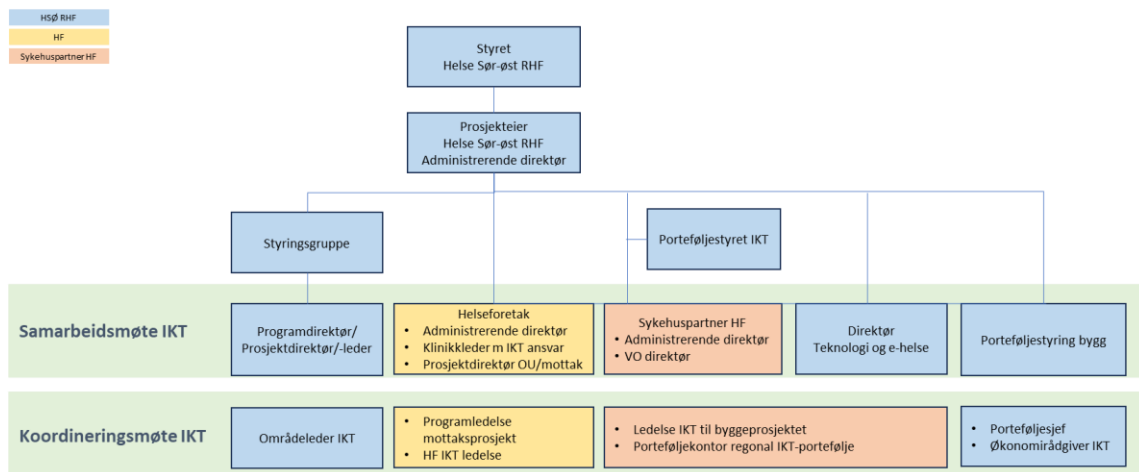 HSØ RHF
HF
Sykehuspartner HF
Styret
Helse Sør-øst RHF
Prosjekteier
Helse Sør-øst RHF
Administrerende direktør
Styringsgruppe
Porteføljestyret IKT
Samarbeidsmøte IKT
Programdirektør/
Prosjektdirektør/-leder
Helseforetak
• Administrerende direktør
• Klinikkleder m IKT ansvar
• Prosjektdirektør OU/mottak
Sykehuspartner HF
• Administrerende direktør
• VO direktør
Direktør
Teknologi og e-helse
Porteføljestyring bygg
Koordineringsmøte IKT
Områdeleder IKT
• Programledelse
mottaksprosjekt
• HF IKT ledelse
• Ledelse IKT til byggeprosjektet
• Porteføljekontor regional IKT-portefølje
• Porteføljesjef
• Økonomirådgiver IKT